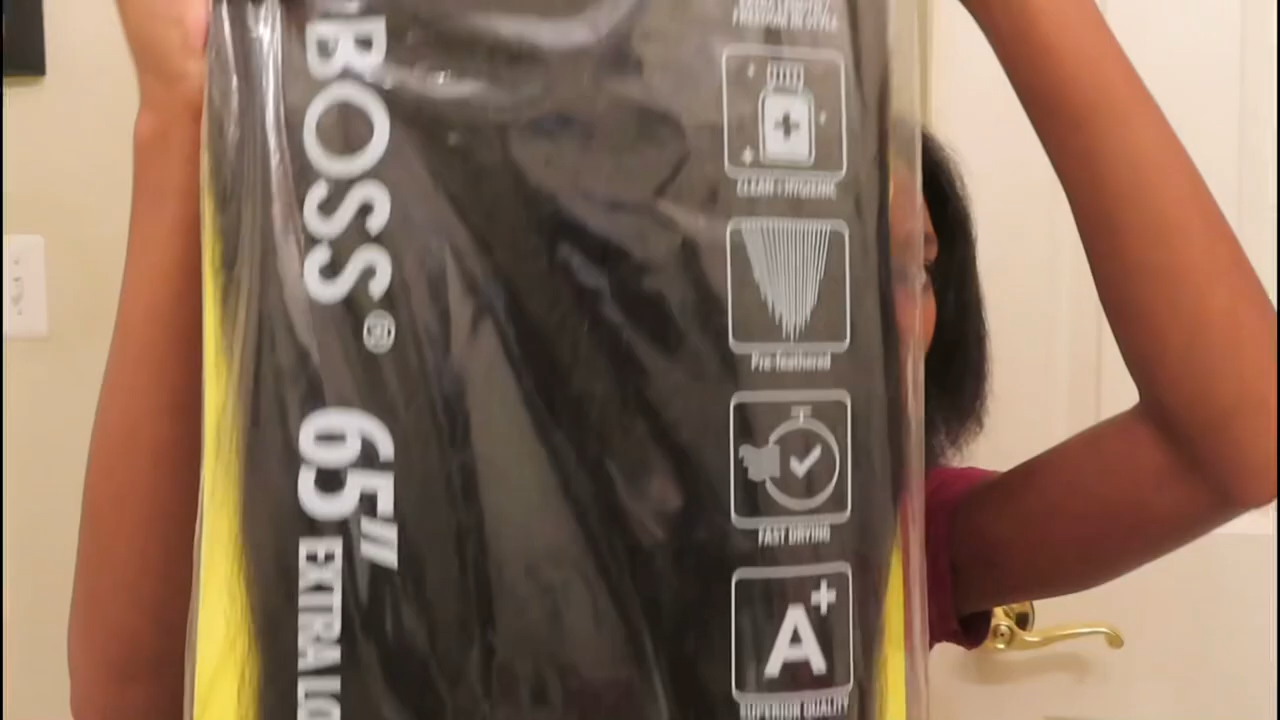 BOSS
65"
EXTRA LO
CLEAN + HYGIENIC
Pre-feathered
FAST DRYING
A+
SUPERIOR QUALITY